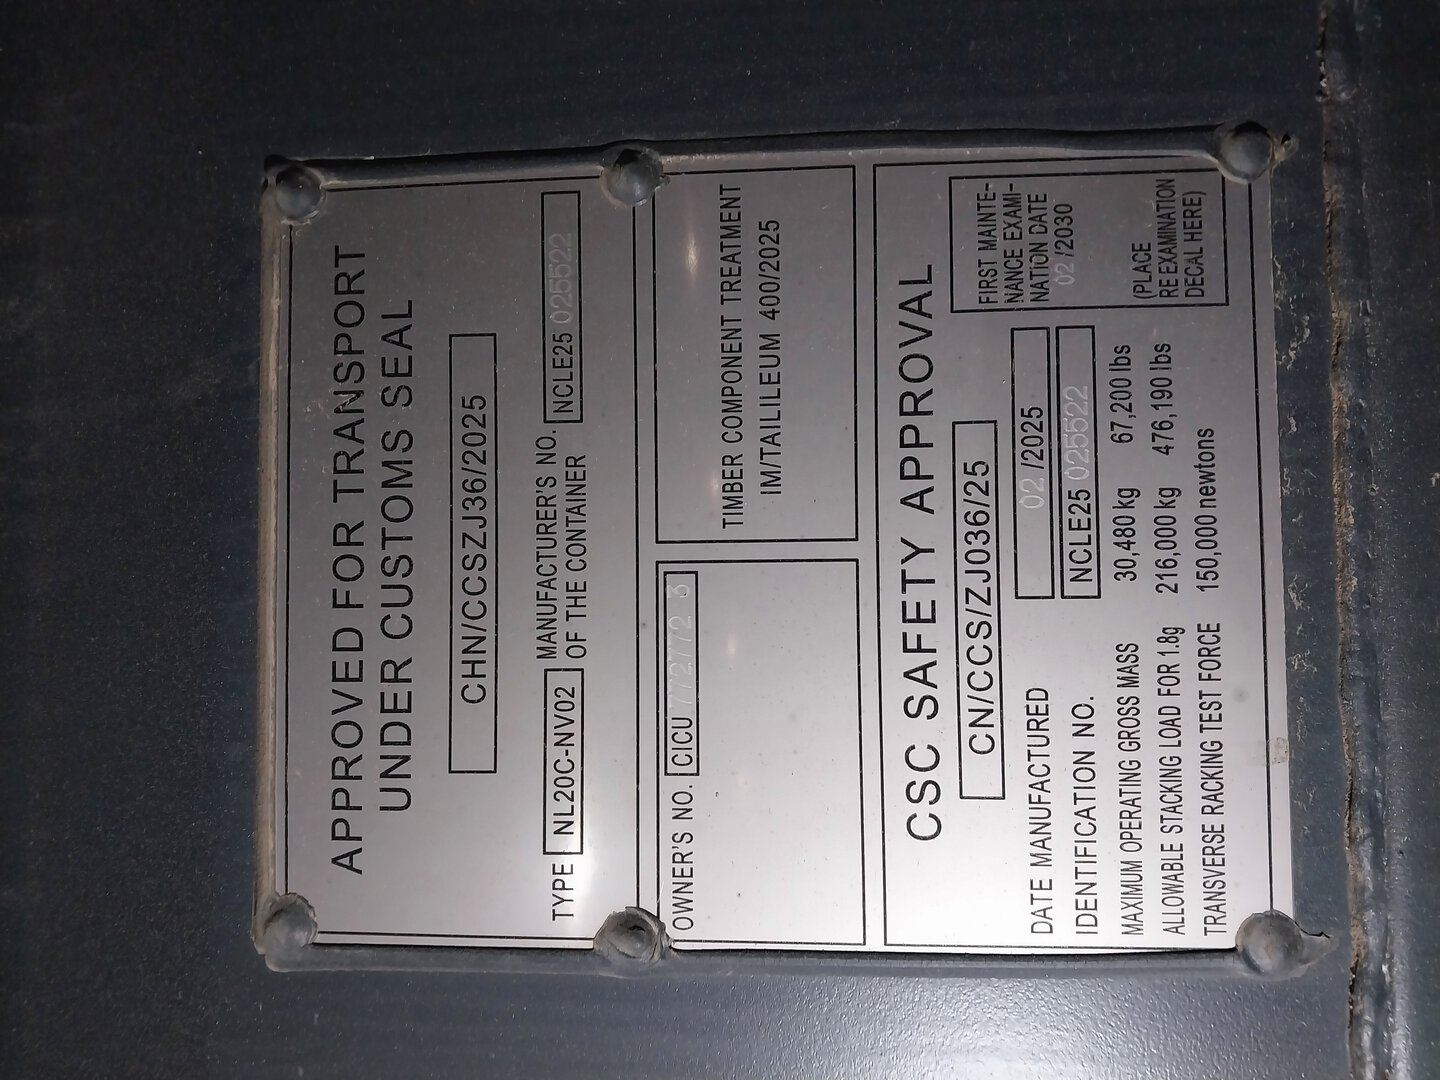 APPROVED FOR TRANSPORT
UNDER CUSTOMS SEAL
CHN/CCSZJ36/2025
TYPE NL20C-NV02 MANUFACTURER'S NO.
OF THE CONTAINER NCLE25 025522
OWNER'S NO. CICU
TIMBER COMPONENT TREATMENT
IM/TAILILEUM 400/2025
CSC SAFETY APPROVAL
CN/CCS/ZJ036/25
DATE MANUFACTURED 02 /2025
IDENTIFICATION NO. NCLE25 025522
MAXIMUM OPERATING GROSS MASS 30,480 kg 67,200 lbs
ALLOWABLE STACKING LOAD FOR 1.8g 216,000 kg 476,190 lbs
TRANSVERSE RACKING TEST FORCE 150,000 newtons
FIRST MAINTE-
NANCE EXAMI-
NATION DATE
02 /2030
(PLACE
RE EXAMINATION
DECAL HERE)